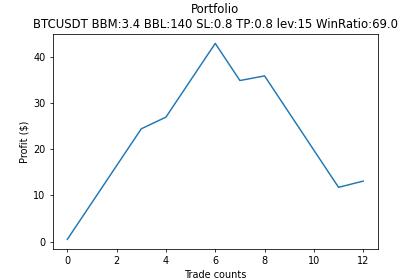 Portfolio
BTCUSDT BBM:3.4 BBL:140 SL:0.8 TP:0.8 lev:15 WinRatio:69.0
Profit ($)
40
30
20
10
0
0 2 4 6 8 10 12
Trade counts